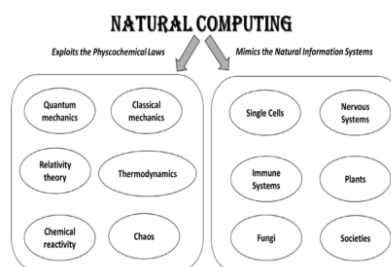 NATURAL COMPUTING
Exploits the Physcochemical Laws
Mimics the Natural Information Systems
Quantum
mechanics
Classical
mechanics
Relativity
theory
Thermodynamics
Chemical
reactivity
Chaos
Single Cells
Nervous
Systems
Immune
Systems
Plants
Fungi
Societies